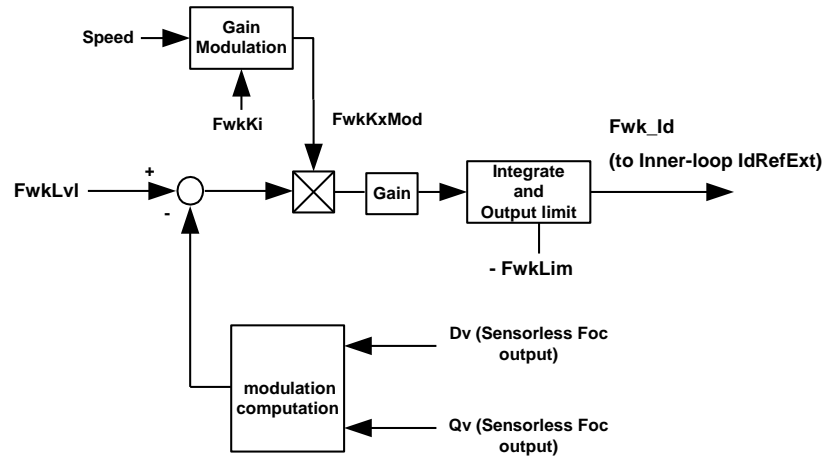 Gain
Modulation
Speed
FwkKi
FwkKxMod
Fwk_Id
(to Inner-loop IdRefExt)
FwkLvl
+
-
Gain
Integrate
and
Output limit
- FwkLim
modulation
computation
Dv (Sensorless Foc
output)
Qv (Sensorless Foc
output)